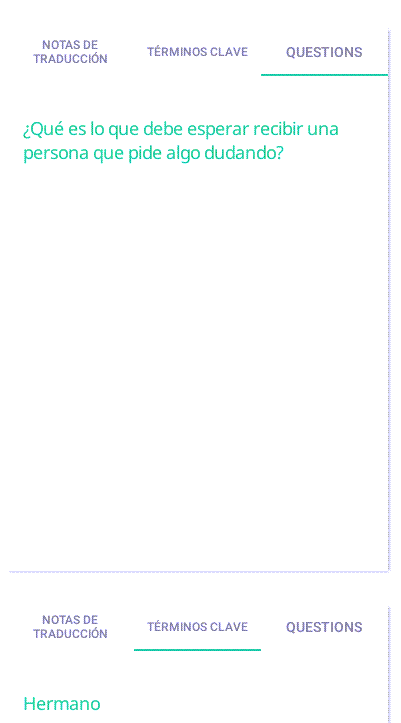 NOTAS DE
TRADUCCIÓN
TÉRMINOS CLAVE
QUESTIONS
¿Qué es lo que debe esperar recibir una
persona que pide algo dudando?
NOTAS DE
TRADUCCIÓN
TÉRMINOS CLAVE
QUESTIONS
Hermano